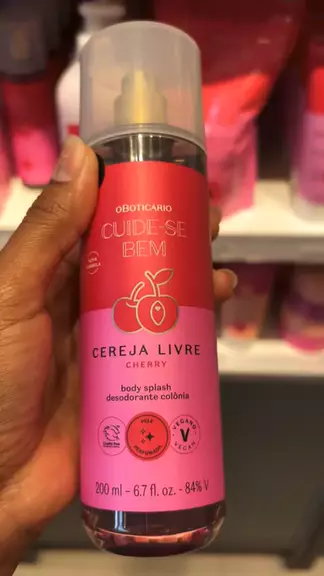 oBOTICÁRIO
CUIDE-SE
BEM
CEREJA LIVRE
CHERRY
body splash
desodorante colônia
VEGANO
V
VEGAN
200 ml – 6.7 fl. oz. – 84% V